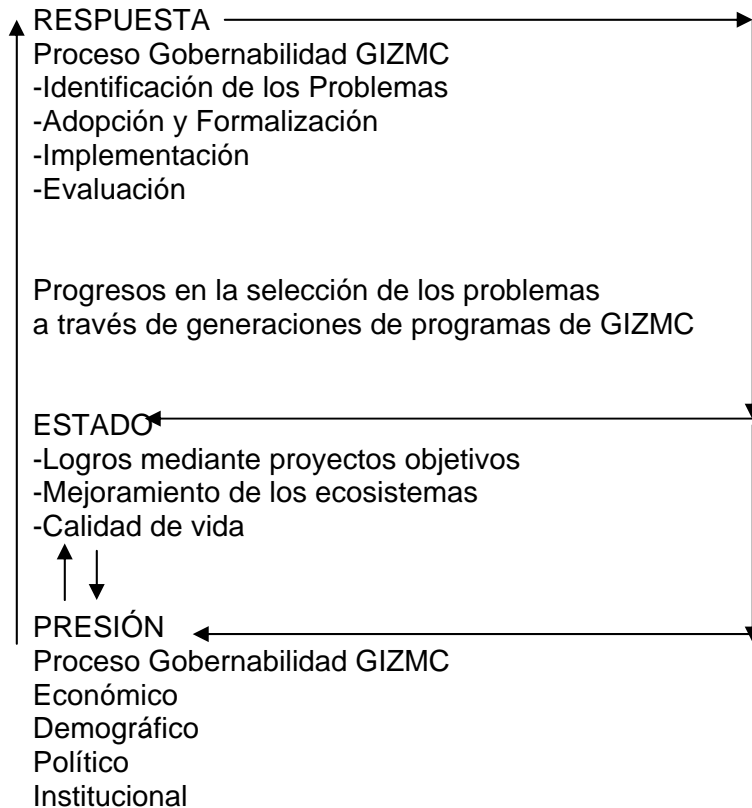 RESPUESTA
Proceso Gobernabilidad GIZMC
-Identificación de los Problemas
-Adopción y Formalización
-Implementación
-Evaluación
Progresos en la selección de los problemas
a través de generaciones de programas de GIZMC
ESTADO
-Logros mediante proyectos objetivos
-Mejoramiento de los ecosistemas
-Calidad de vida
PRESIÓN
Proceso Gobernabilidad GIZMC
Económico
Demográfico
Político
Institucional